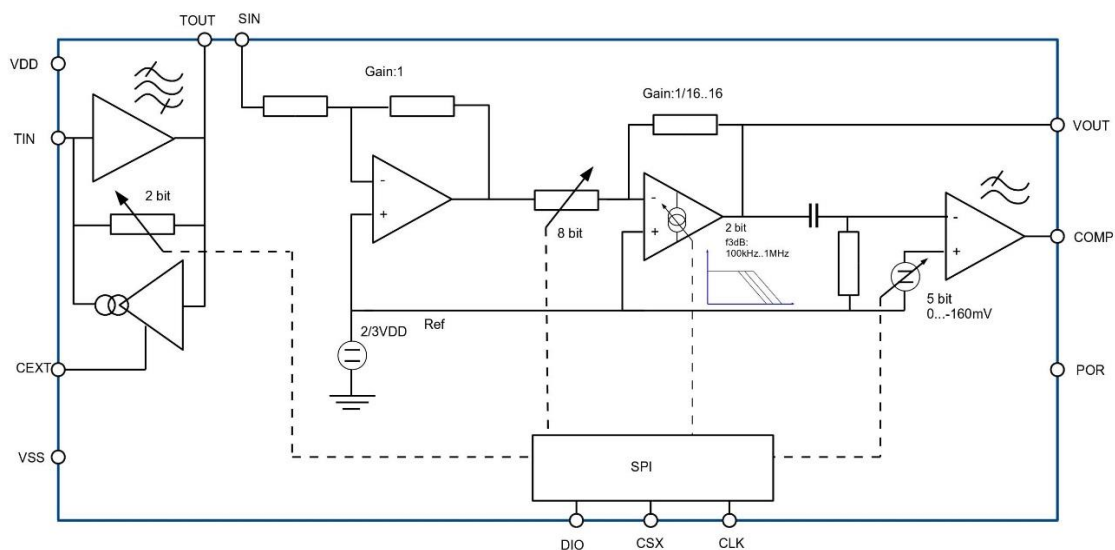 TOUT
SIN
VDD
Gain:1
Gain:1/16..16
VOUT
TIN
2 bit
-
+
8 bit
-
+
2 bit
f3dB:
100kHz..1MHz
-
+
COMP
5 bit
0...-160mV
Ref
2/3VDD
CEXT
POR
VSS
SPI
DIO
CSX
CLK